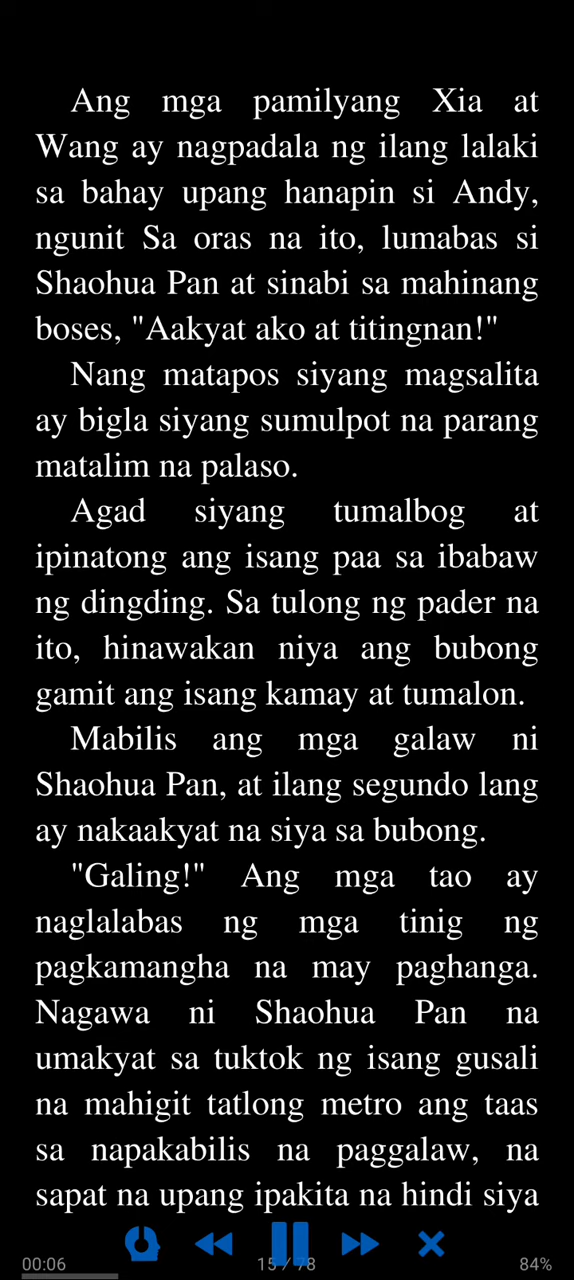 Ang mga pamilyang Xia at
Wang ay nagpadala ng ilang lalaki
sa bahay upang hanapin si Andy,
ngunit Sa oras na ito, lumabas si
Shaohua Pan at sinabi sa mahinang
boses, "Aakyat ako at titingnan!"
Nang matapos siyang magsalita
ay bigla siyang sumulpot na parang
matalim na palaso.
Agad siyang tumalbog at
ipinatong ang isang paa sa ibabaw
ng dingding. Sa tulong ng pader na
ito, hinawakan niya ang bubong
gamit ang isang kamay at tumalon.
Mabilis ang mga galaw ni
Shaohua Pan, at ilang segundo lang
ay nakaakyat na siya sa bubong.
"Galing!" Ang mga tao ay
naglalabas ng mga tinig ng
pagkamangha na may paghanga.
Nagawa ni Shaohua Pan na
umakyat sa tuktok ng isang gusali
na mahigit tatlong metro ang taas
sa napakabilis na paggalaw, na
sapat na upang ipakita na hindi siya
00:06 15 / 78 84%